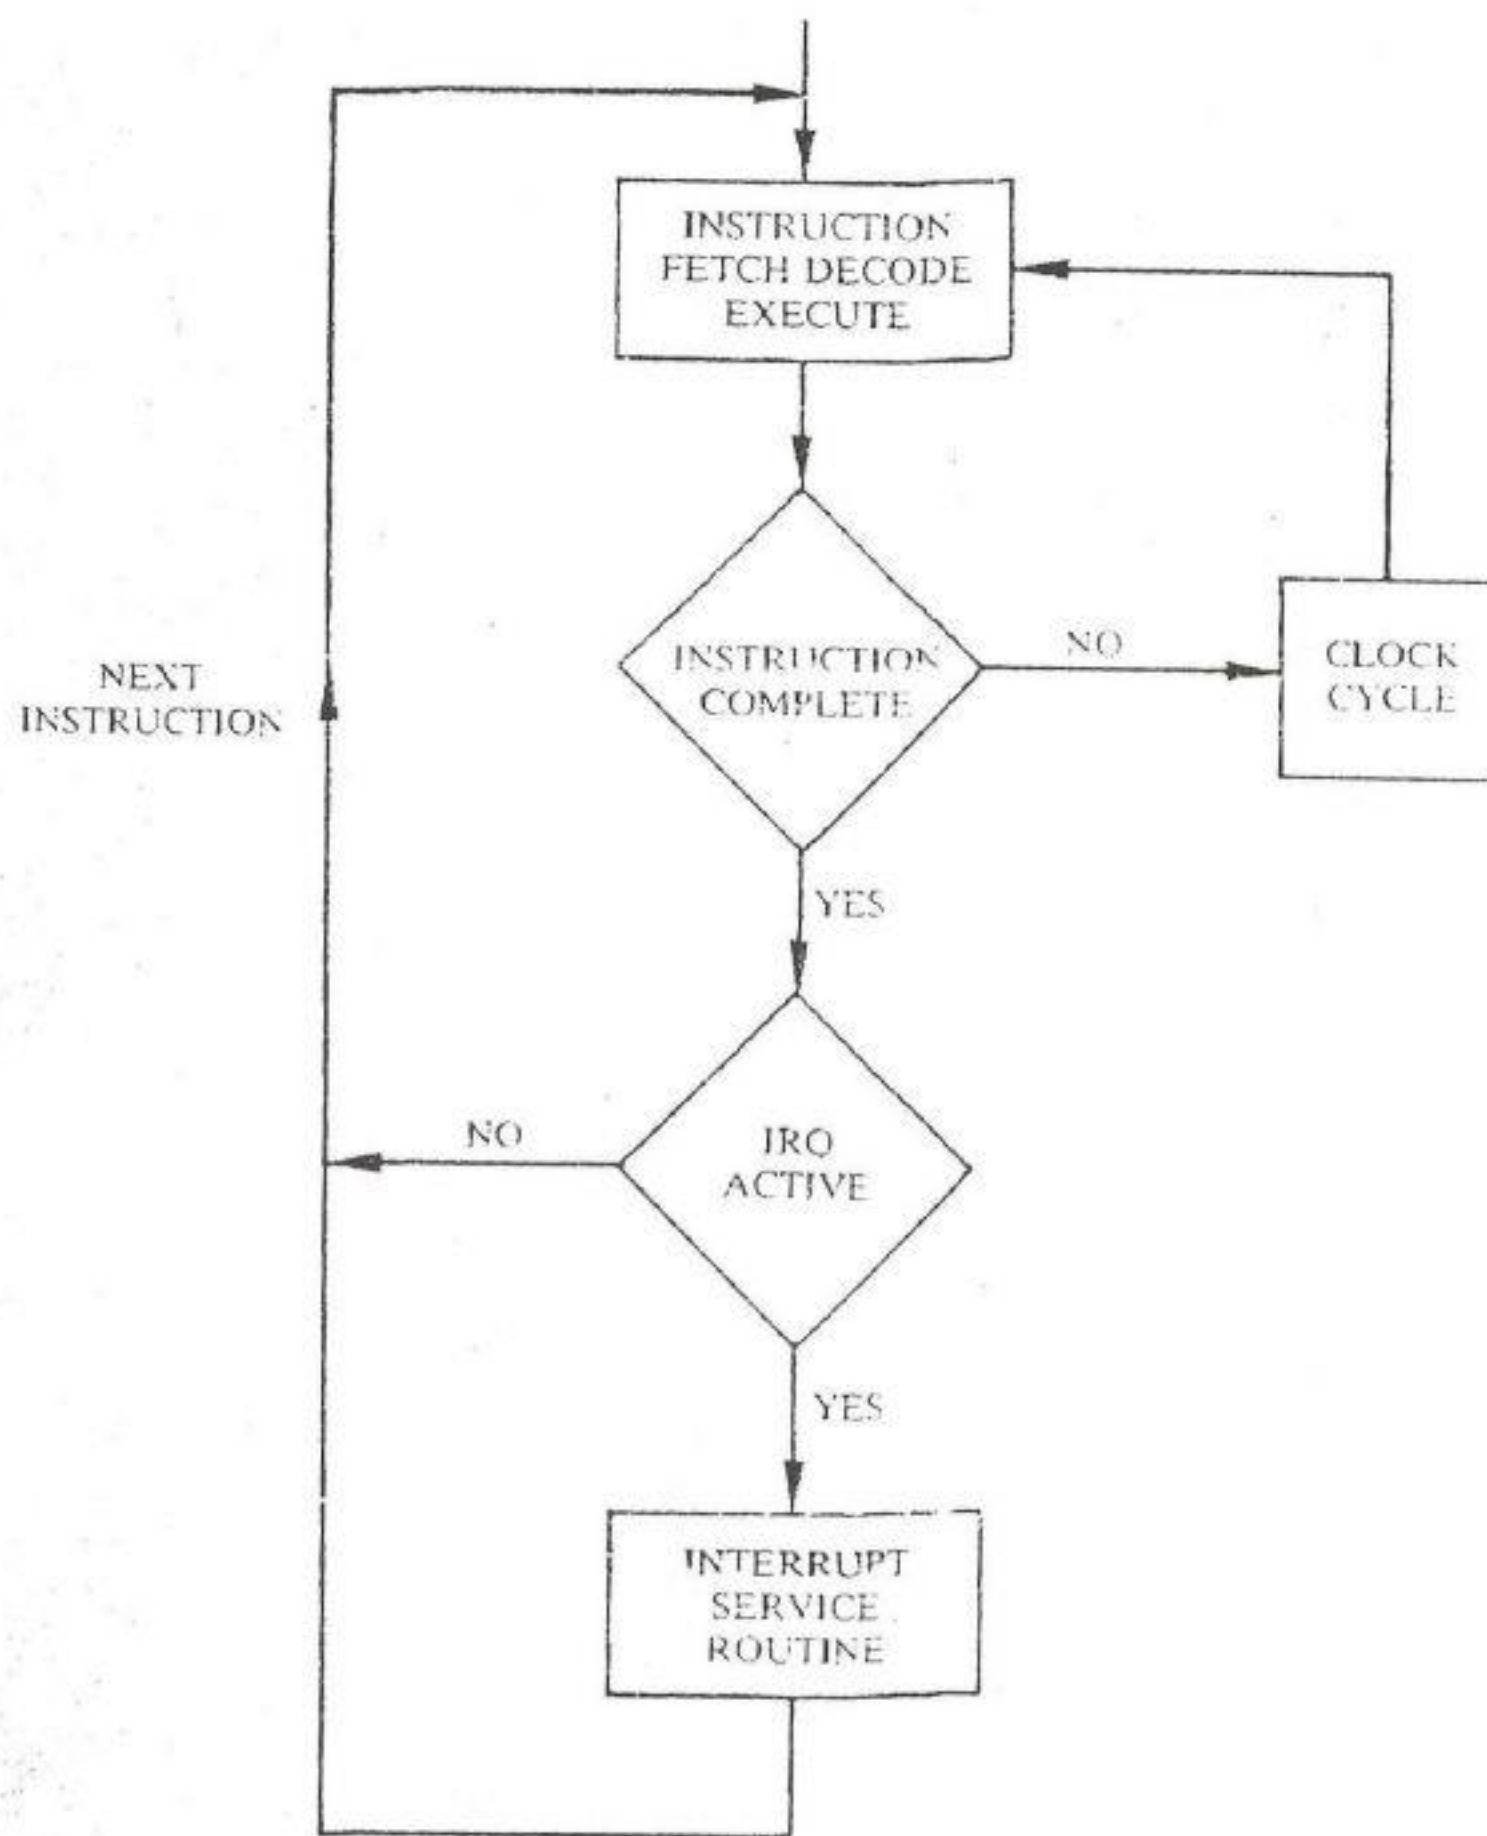 INSTRUCTION
FETCH DECODE
EXECUTE
INSTRUCTION
COMPLETE
NO
CLOCK
CYCLE
NEXT
INSTRUCTION
YES
NO
IRQ
ACTIVE
YES
INTERRUPT
SERVICE
ROUTINE